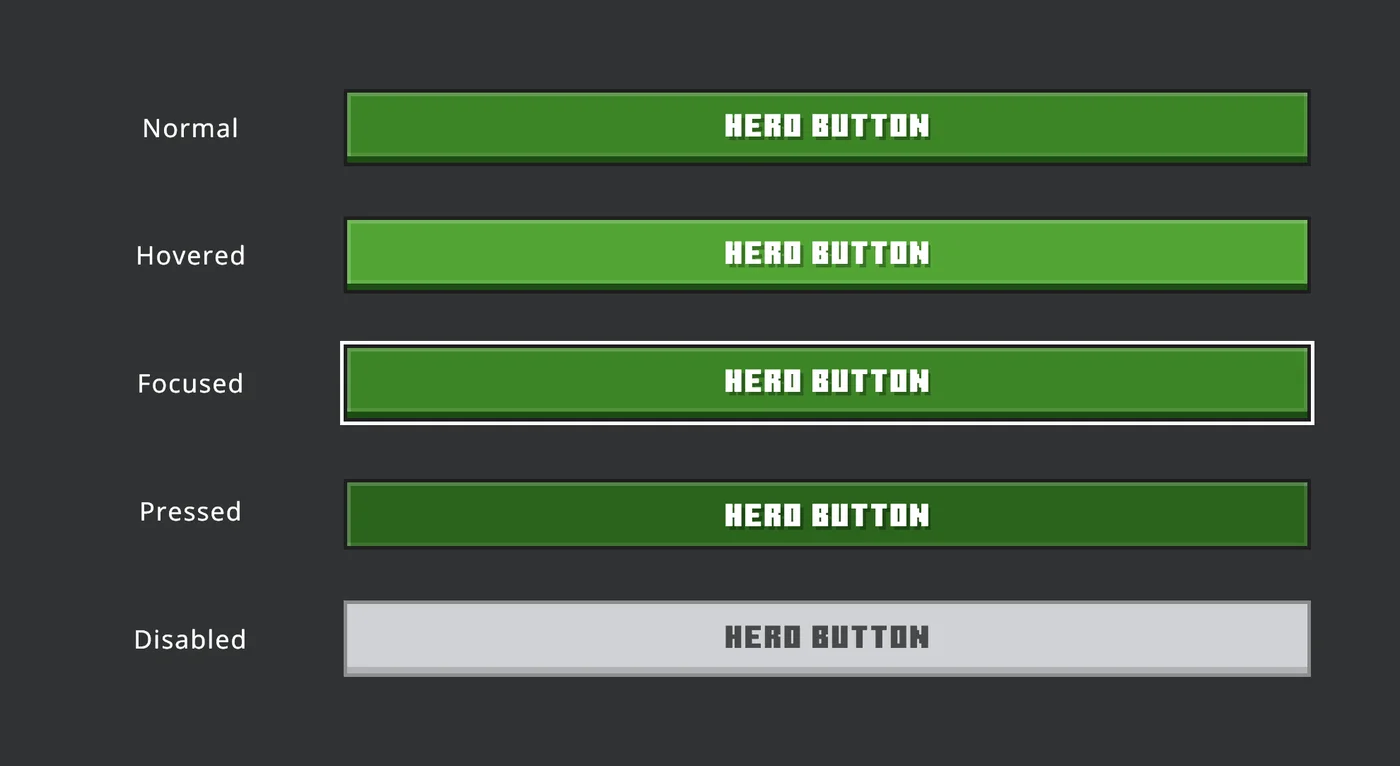 Normal
HERO BUTTON
Hovered
HERO BUTTON
Focused
HERO BUTTON
Pressed
HERO BUTTON
Disabled
HERO BUTTON